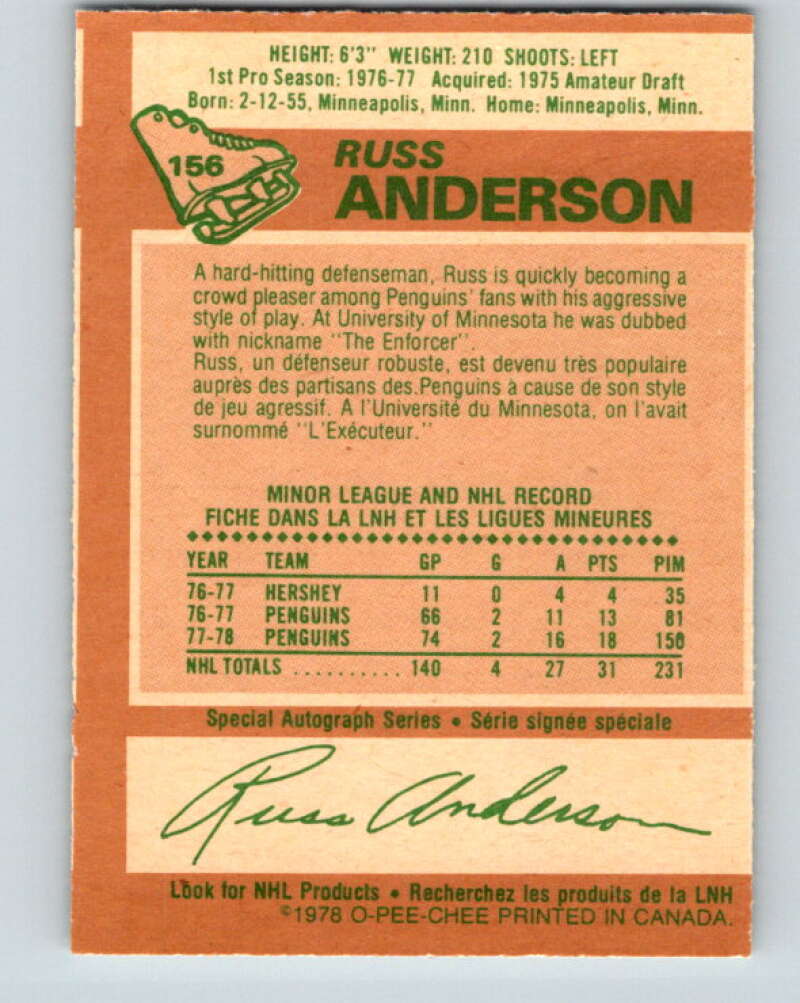 HEIGHT: 6'3" WEIGHT: 210 SHOOTS: LEFT
1st Pro Season: 1976-77 Acquired: 1975 Amateur Draft
Born: 2-12-55, Minneapolis, Minn. Home: Minneapolis, Minn.
156
RUSS
ANDERSON
A hard-hitting defenseman, Russ is quickly becoming a
crowd pleaser among Penguins' fans with his aggressive
style of play. At University of Minnesota he was dubbed
with nickname "The Enforcer".
Russ, un défenseur robuste, est devenu très populaire
auprès des partisans des.Penguins à cause de son style
de jeu agressif. A l'Université du Minnesota, on l'avait
surnommé "L'Exécuteur."
MINOR LEAGUE AND NHL RECORD
FICHE DANS LA LNH ET LES LIGUES MINEURES
YEAR TEAM GP G A PTS PIM
76-77 HERSHEY 11 0 4 4 35
76-77 PENGUINS 66 2 11 13 81
77-78 PENGUINS 74 2 16 18 150
NHL TOTALS .......... 140 4 27 31 231
Special Autograph Series • Série signée spéciale
Russ Anderson
Look for NHL Products • Recherchez les produits de la LNH
©1978 O-PEE-CHEE PRINTED IN CANADA.